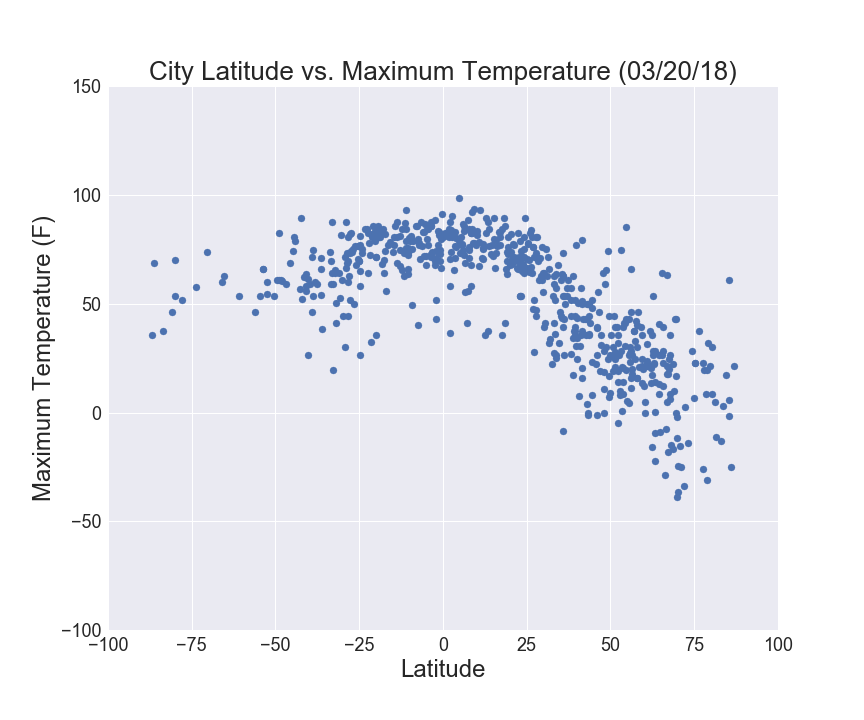 City Latitude vs. Maximum Temperature (03/20/18)
150
100
50
0
−50
−100
Maximum Temperature (F)
−100 −75 −50 −25 0 25 50 75 100
Latitude